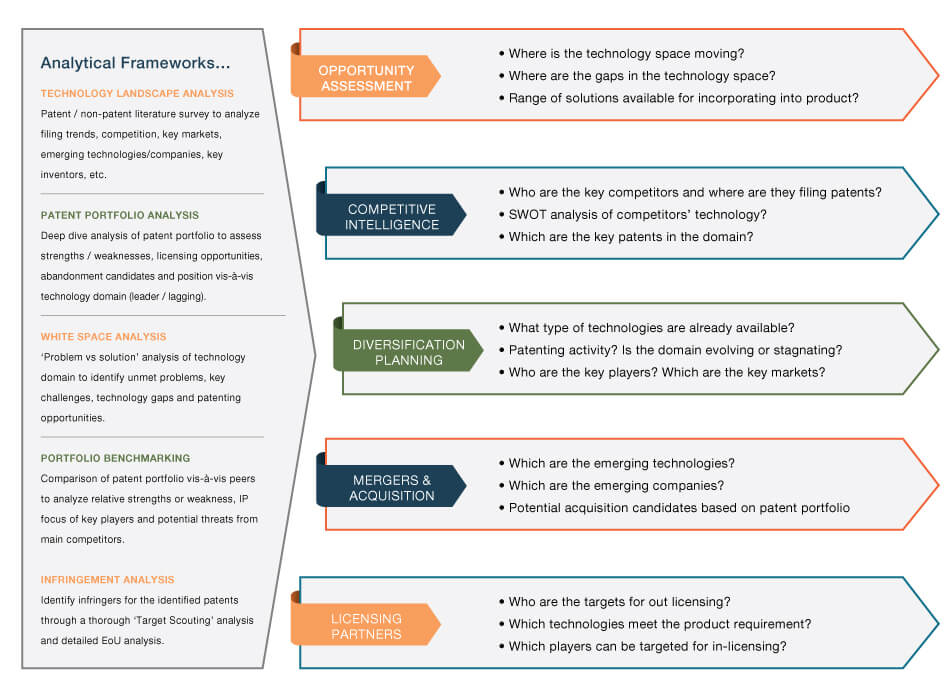 Analytical Frameworks...
TECHNOLOGY LANDSCAPE ANALYSIS
Patent / non-patent literature survey to analyze
filing trends, competition, key markets,
emerging technologies/companies, key
inventors, etc.
PATENT PORTFOLIO ANALYSIS
Deep dive analysis of patent portfolio to assess
strengths / weaknesses, licensing opportunities,
abandonment candidates and position vis-à-vis
technology domain (leader / lagging).
WHITE SPACE ANALYSIS
‘Problem vs solution’ analysis of technology
domain to identify unmet problems, key
challenges, technology gaps and patenting
opportunities.
PORTFOLIO BENCHMARKING
Comparison of patent portfolio vis-à-vis peers
to analyze relative strengths or weakness, IP
focus of key players and potential threats from
main competitors.
INFRINGEMENT ANALYSIS
Identify infringers for the identified patents
through a thorough ‘Target Scouting’ analysis
and detailed EoU analysis.
OPPORTUNITY
ASSESSMENT
• Where is the technology space moving?
• Where are the gaps in the technology space?
• Range of solutions available for incorporating into product?
COMPETITIVE
INTELLIGENCE
• Who are the key competitors and where are they filing patents?
• SWOT analysis of competitors’ technology?
• Which are the key patents in the domain?
DIVERSIFICATION
PLANNING
• What type of technologies are already available?
• Patenting activity? Is the domain evolving or stagnating?
• Who are the key players? Which are the key markets?
MERGERS &
ACQUISITION
• Which are the emerging technologies?
• Which are the emerging companies?
• Potential acquisition candidates based on patent portfolio
LICENSING
PARTNERS
• Who are the targets for out licensing?
• Which technologies meet the product requirement?
• Which players can be targeted for in-licensing?